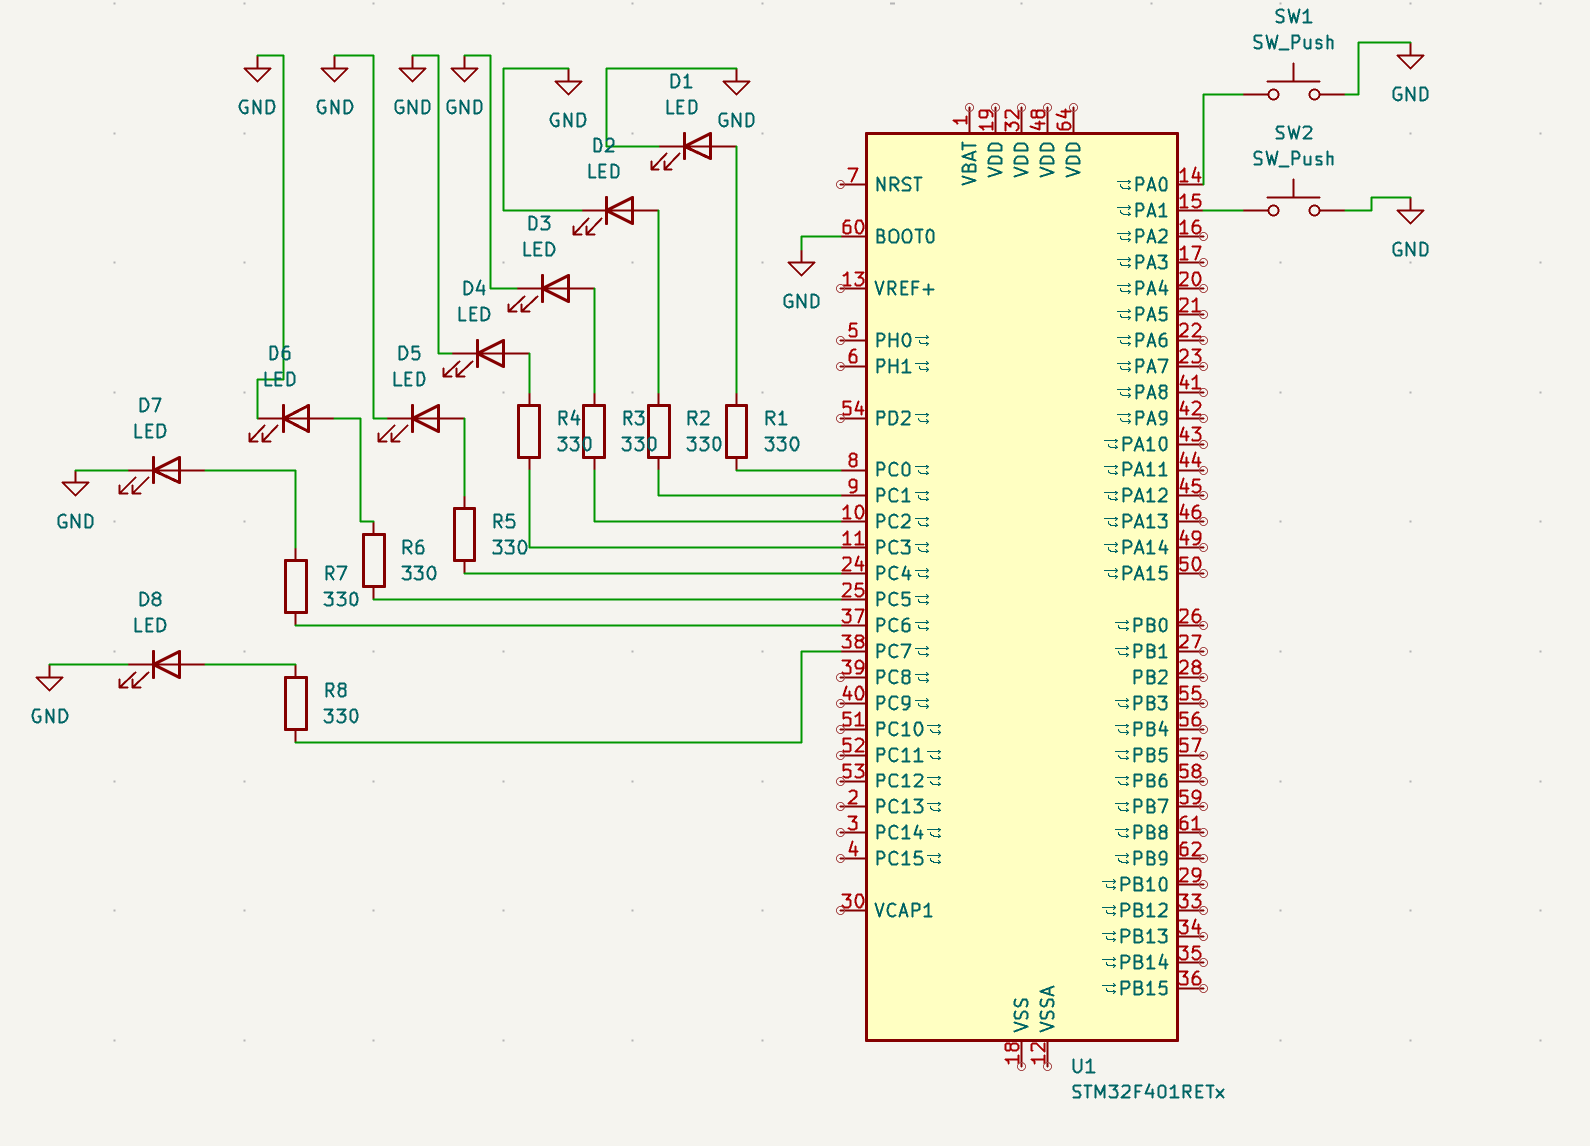 SW1
SW_Push
GND
SW2
SW_Push
GND
GND
GND
GND
GND
GND
GND
D1
LED
D2
LED
D3
LED
D4
LED
D5
LED
D6
LED
D7
LED
GND
D8
LED
GND
R1
330
R2
330
R3
330
R4
330
R5
330
R6
330
R7
330
R8
330
GND
1 VBAT
19 VDD
32 VDD
48 VDD
64 VDD
7 NRST
60 BOOT0
13 VREF+
5 PH0
6 PH1
54 PD2
8 PC0
9 PC1
10 PC2
11 PC3
24 PC4
25 PC5
37 PC6
38 PC7
39 PC8
40 PC9
51 PC10
52 PC11
53 PC12
2 PC13
3 PC14
4 PC15
30 VCAP1
PA0 14
PA1 15
PA2 16
PA3 17
PA4 20
PA5 21
PA6 22
PA7 23
PA8 41
PA9 42
PA10 43
PA11 44
PA12 45
PA13 46
PA14 49
PA15 50
PB0 26
PB1 27
PB2 28
PB3 55
PB4 56
PB5 57
PB6 58
PB7 59
PB8 61
PB9 62
PB10 29
PB12 33
PB13 34
PB14 35
PB15 36
VSS 18
VSSA 12
U1
STM32F401RETx